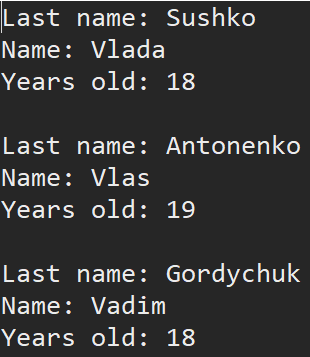 Last name: Sushko
Name: Vlada
Years old: 18

Last name: Antonenko
Name: Vlas
Years old: 19

Last name: Gordychuk
Name: Vadim
Years old: 18